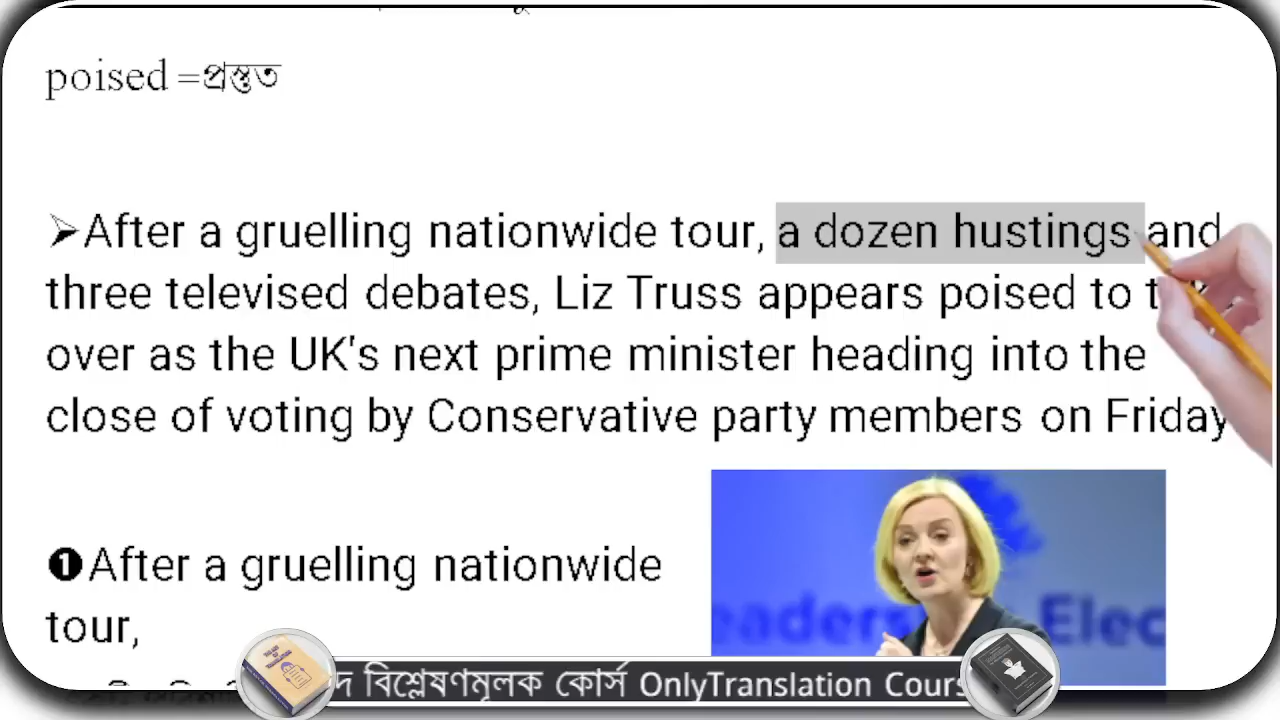 poised =প্রস্তুত
➢After a gruelling nationwide tour, a dozen hustings and
three televised debates, Liz Truss appears poised to
over as the UK's next prime minister heading into the
close of voting by Conservative party members on Friday
❶After a gruelling nationwide
tour,
Leaders Elec
বিশ্লেষণমূলক কোর্স OnlyTranslation